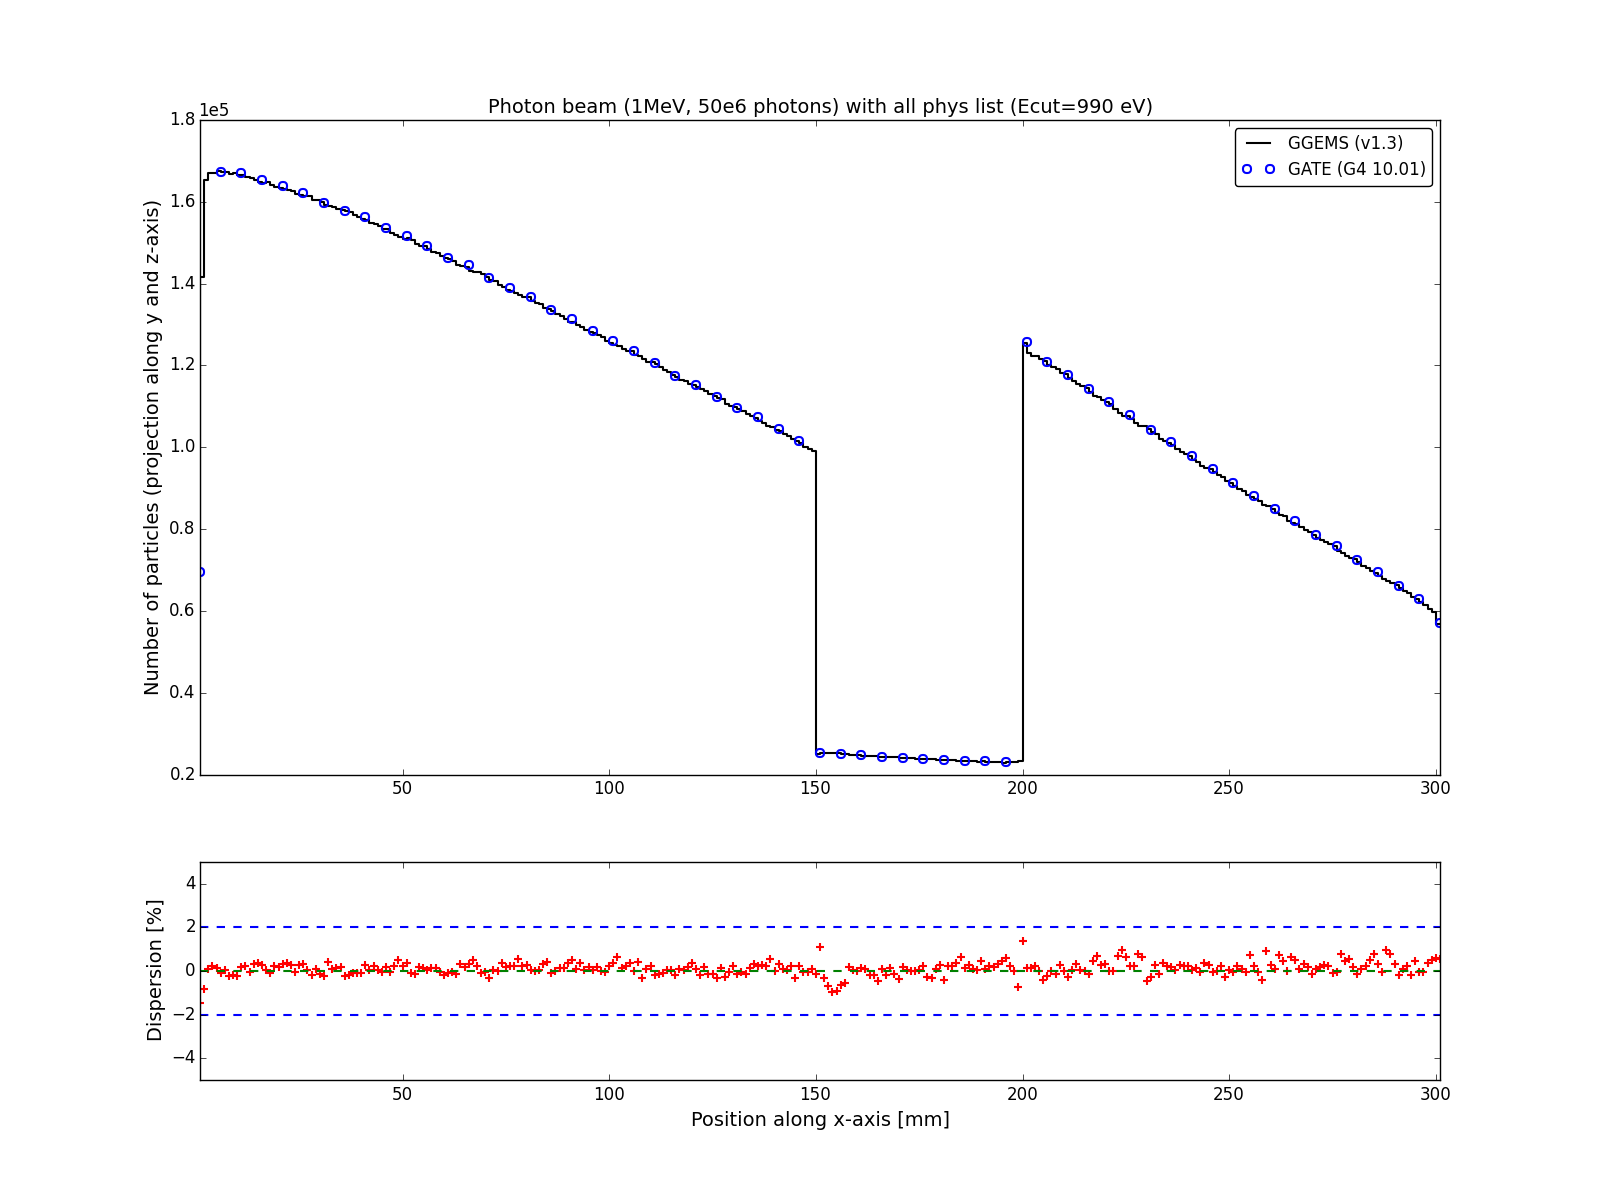 Photon beam (1MeV, 50e6 photons) with all phys list (Ecut=990 eV)
1e5
GGEMS (v1.3)
GATE (G4 10.01)
Number of particles (projection along y and z-axis)
1.8
1.6
1.4
1.2
1.0
0.8
0.6
0.4
0.2
50 100 150 200 250 300
Dispersion [%]
4
2
0
−2
−4
50 100 150 200 250 300
Position along x-axis [mm]